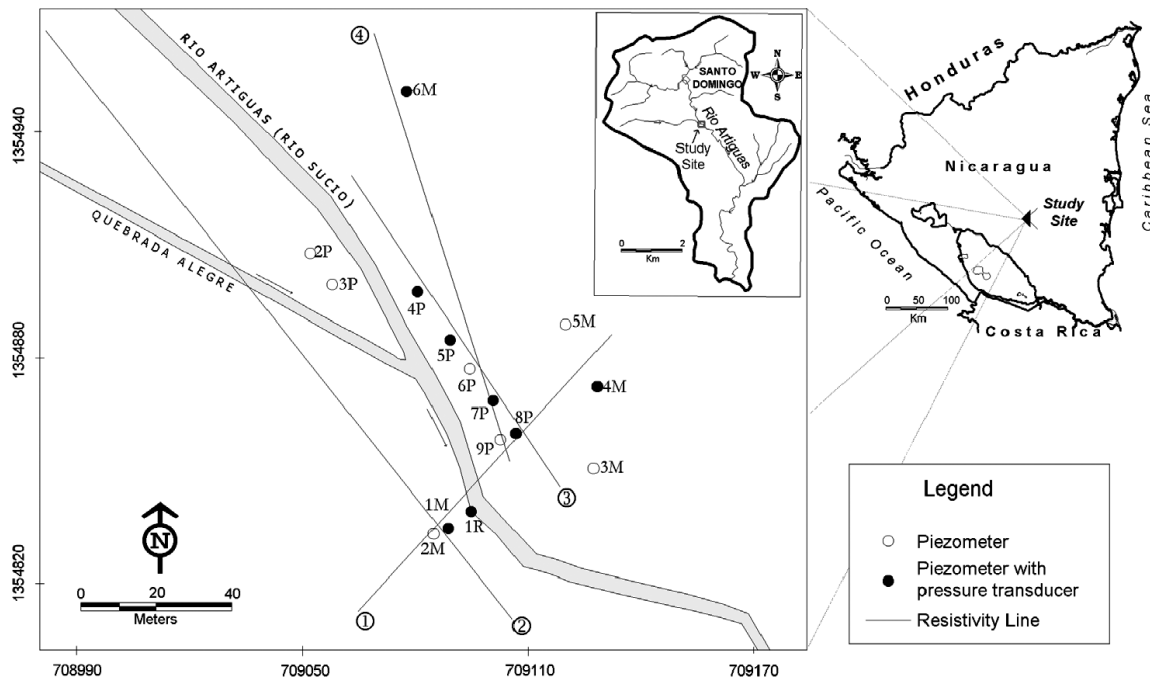 ④
6M
RIO ARTIGUAS (RIO SUCIO)
QUEBRADA ALEGRE
2P
3P
4P
5P
6P
7P
8P
9P
5M
4M
3M
1M
1R
2M
①
②
③
N
0 20 40
Meters
1354940
1354880
1354820
708990
709050
709110
709170
SANTO
DOMINGO
N
W E
S
Rio Artiguas
Study
Site
0 2
Km
Honduras
Nicaragua
Caribbean Sea
Study
Site
Pacific Ocean
0 50 100
Km
Costa Rica
Legend
Piezometer
Piezometer with
pressure transducer
Resistivity Line